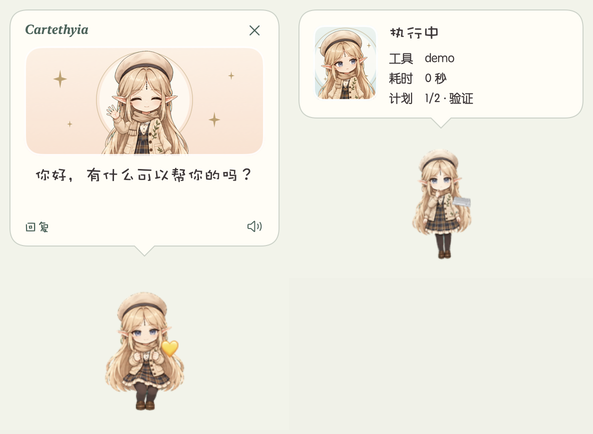 Cartethyia
你好，有什么可以帮你的吗？
回复
执行中
工具 demo
耗时 0 秒
计划 1/2 · 验证